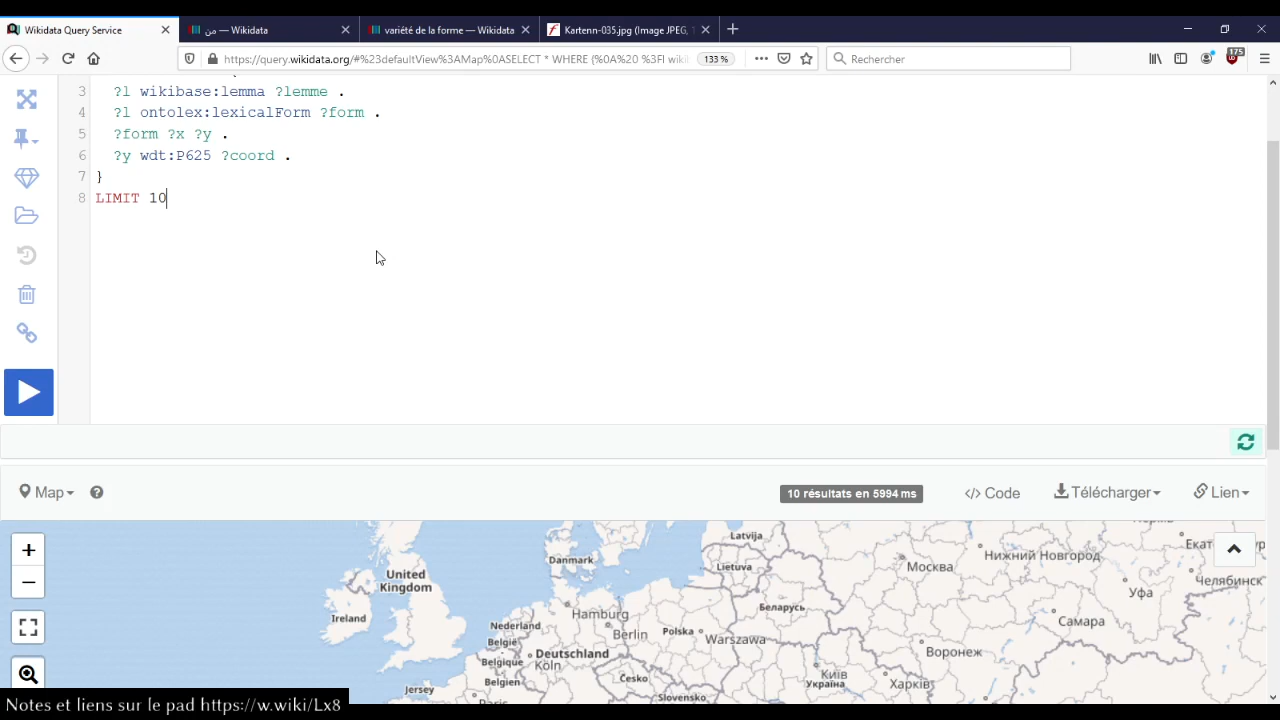 Wikidata Query Service
من — Wikidata
variété de la forme — Wikidata
Kartenn-035.jpg (Image JPEG, 1
https://query.wikidata.org/#%23defaultView%3AMap%0ASELECT * WHERE {%0A%20 %3Fl wiki
133 %
Rechercher
175
3 ?l wikibase:lemma ?lemme .
4 ?l ontolex:lexicalForm ?form .
5 ?form ?x ?y .
6 ?y wdt:P625 ?coord .
7 }
8 LIMIT 10
Map
10 résultats en 5994 ms
</> Code
Télécharger
Lien
+
−
Latvija
Danmark
Lietuva
United Kingdom
Ireland
Hamburg
Nederland
Berlin
Polska
Warszawa
België
Deutschland
Köln
Belgique
Belgien
Česko
Slovensko
Jersey
Paris
Беларусь
Москва
Нижний Новгород
Екат
Челябинск
Уфа
Самара
Воронеж
Київ
Україна
Харків
Notes et liens sur le pad https://w.wiki/Lx8